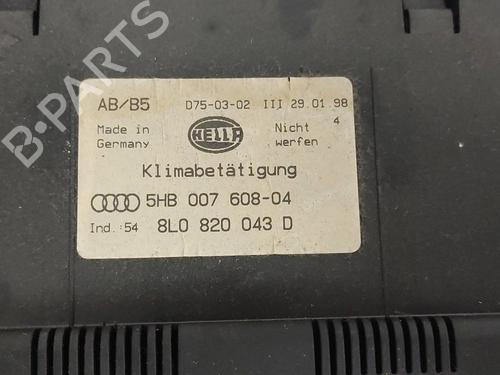 B-PARTS
AB/B5 D75-03-02 III 29.01.98
4
Made in Germany
HELLA
Nicht werfen
Klimabetätigung
5HB 007 608-04
Ind.:54 8L0 820 043 D